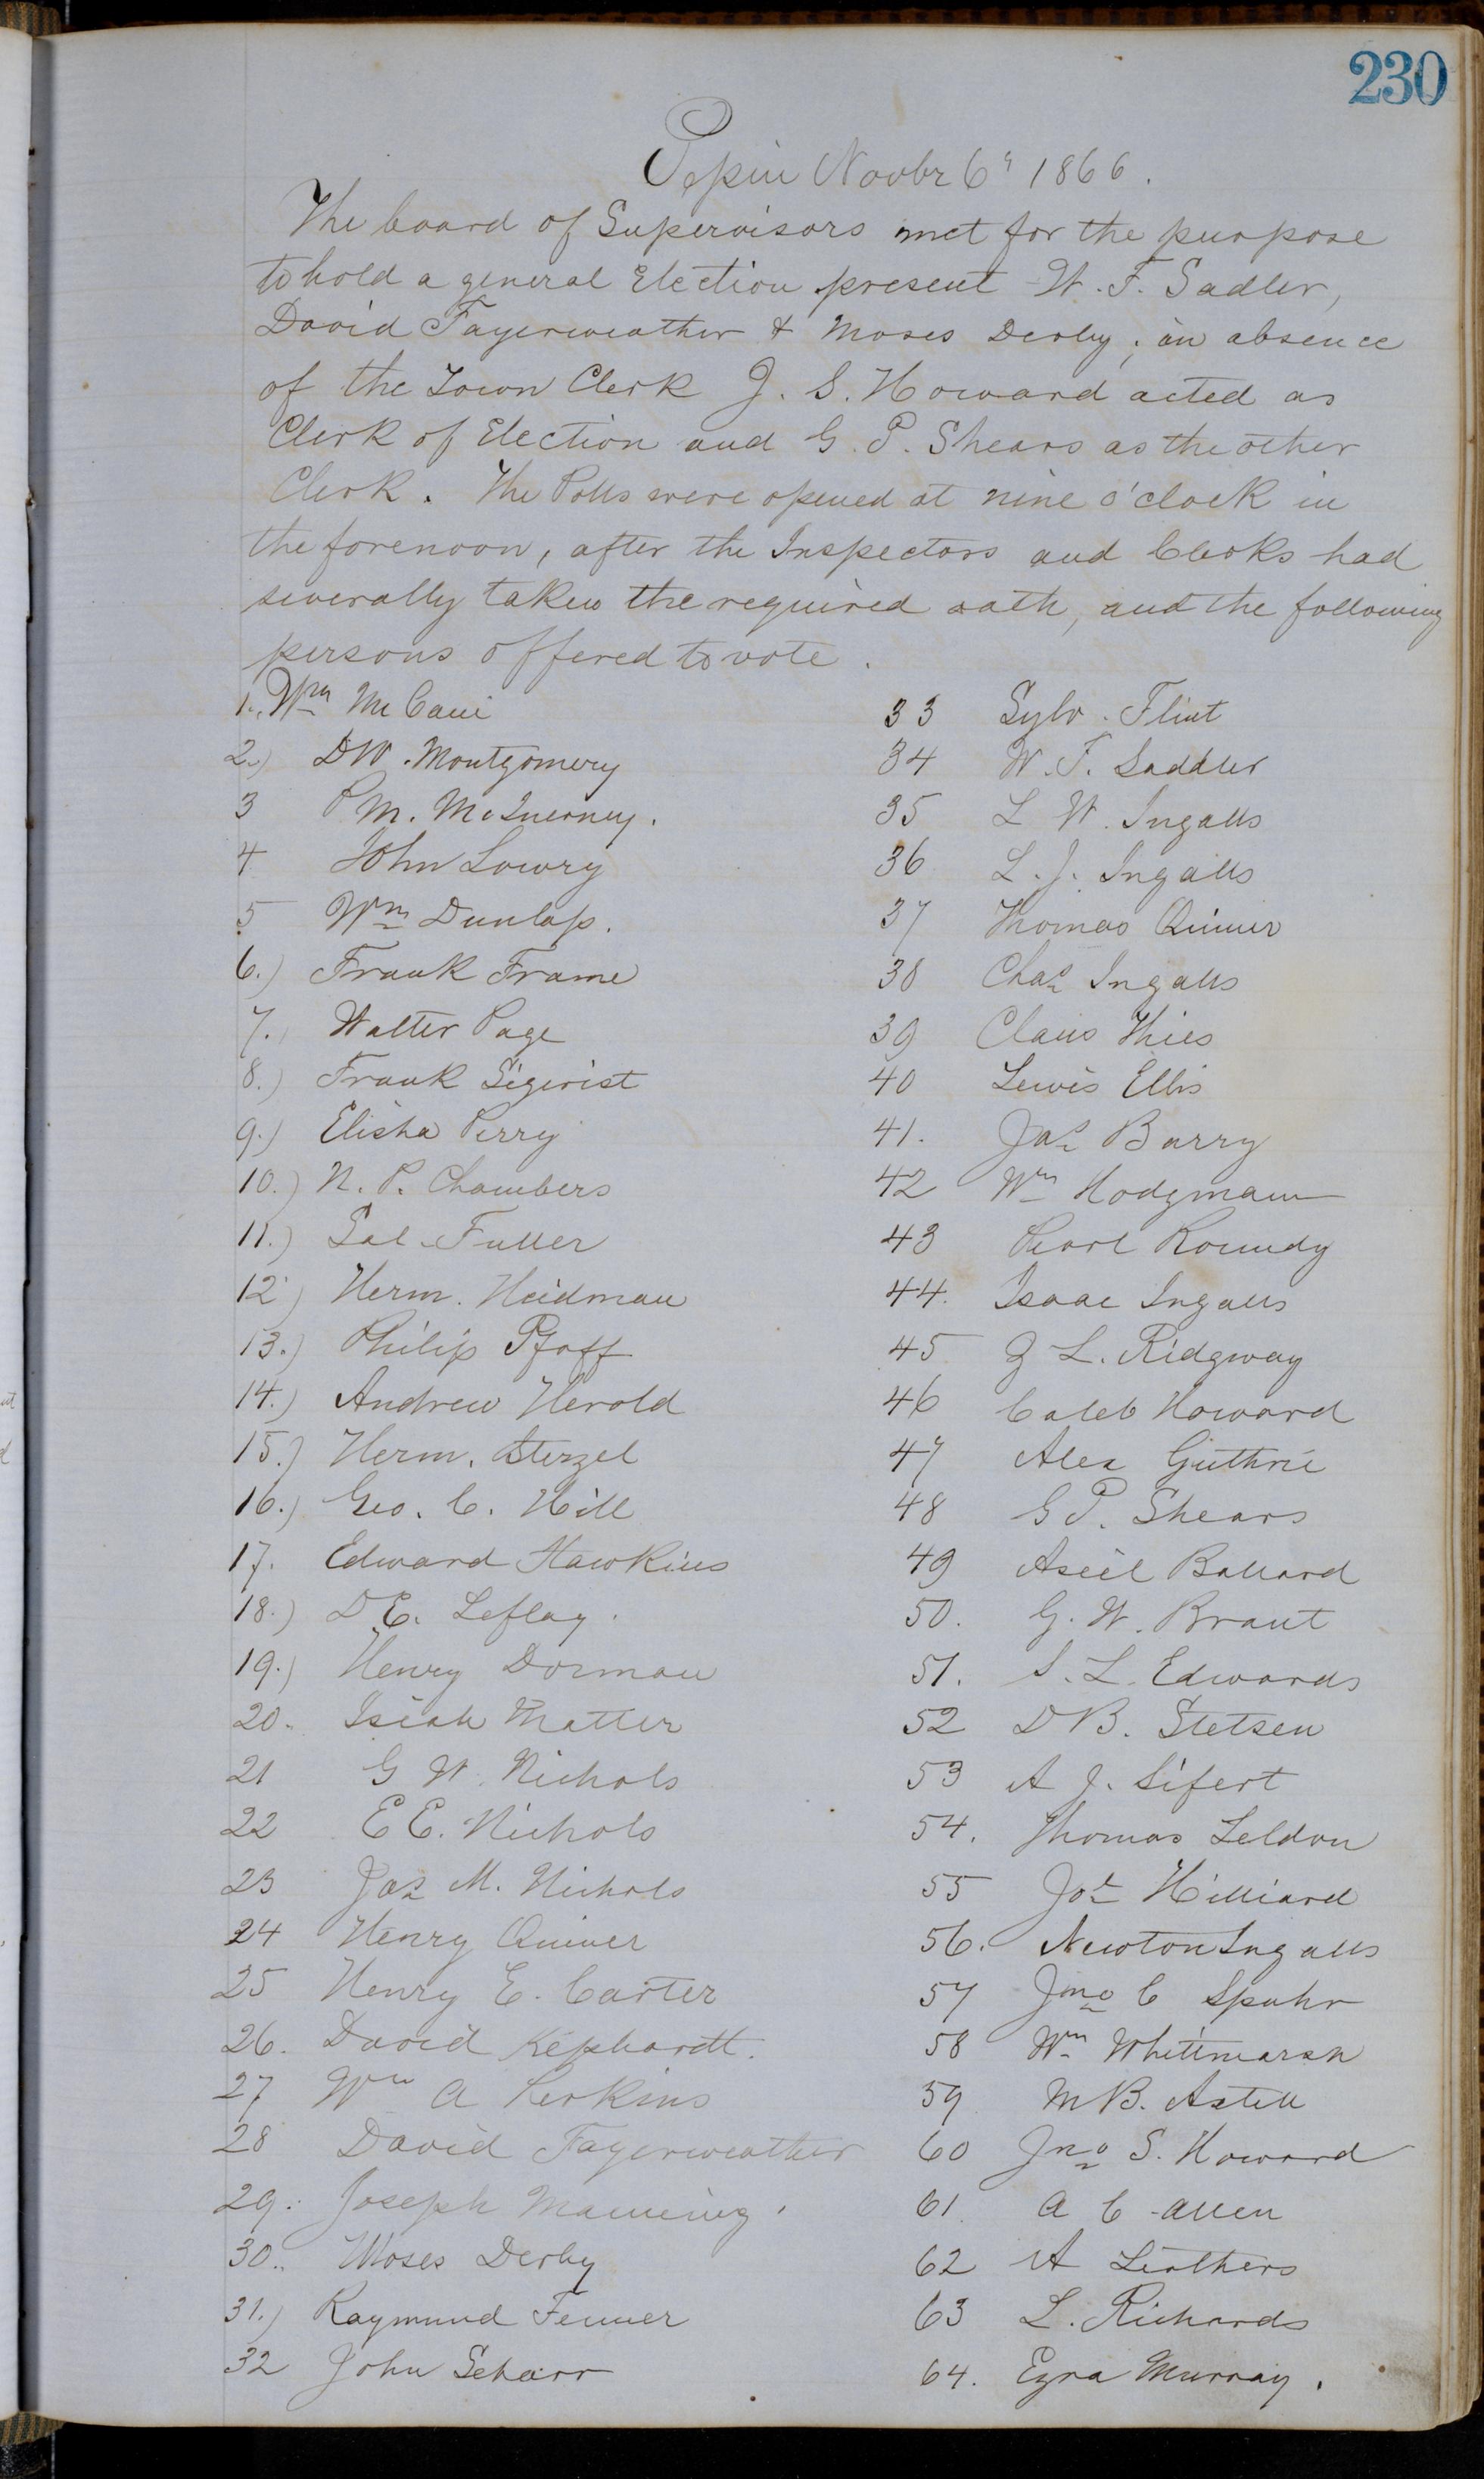 230
Pepin Novbr 6" 1866.
The board of Supervisors met for the purpose
to hold a general Election present W. F. Sadler,
David Fayerweather & Moses Derby; in absence
of the Town Clerk J. S. Howard acted as
Clerk of Election and G. P. Shears as the other
Clerk. The Polls were opened at nine o'clock in
the forenoon, after the Inspectors and Clerks had
severally taken the required oath, and the following
persons offered to vote.
1. Wm McCain
2.) DW. Montgomery
3 P M. McInerney.
4 John Lowry
5 Wm Dunlap.
6.) Frank Frame
7. Walter Page
8.) Frank Sigerist
9.) Elisha Perry
10.) N. P. Chambers
11.) Sal. Fuller
12) Herm. Heidman
13.) Philip Pfaff
14.) Andrew Herold
15.) Herm. Sterzel
16.) Geo. C. Hill
17. Edward Hawkins
18.) D E. Leflay.
19.) Henry Dorman
20. Isiah Matter
21 G W. Nichols
22 E E. Nichols
23 Jas M. Nichols
24 Henry Quiner
25 Henry E. Carter
26. David Kephardt.
27 Wm A Perkins
28 David Fayerweather
29. Joseph Manning.
30. Moses Derby
31.) Raymund Fenner
32 John Scharr
33 Sylv. Flint
34 W. F. Saddler
35 L W. Ingalls
36 L. J. Ingalls
37 Thomas Quiner
38 Chas Ingalls
39 Claus Thies
40 Lewis Ellis
41. Jas Barry
42 Wm Hodgman
43 Pearl Roundy
44. Isaac Ingalls
45 J L. Ridgway
46 Caleb Howard
47 Alex Guthrie
48 G P. Shears
49 Asiel Ballard
50. G. W. Brant
51. S. L. Edwards
52 D B. Stetsen
53 A J. Sifert
54. Thomas Leldon
55 Jos Hilliard
56. Newton Ingalls
57 Jno C Spuhr
58 Wm Whitmarsh
59 M B. Axtell
60 Jno S. Howard
61 A C. Allen
62 A Leathers
63 L. Richards
64. Ezra Murray.